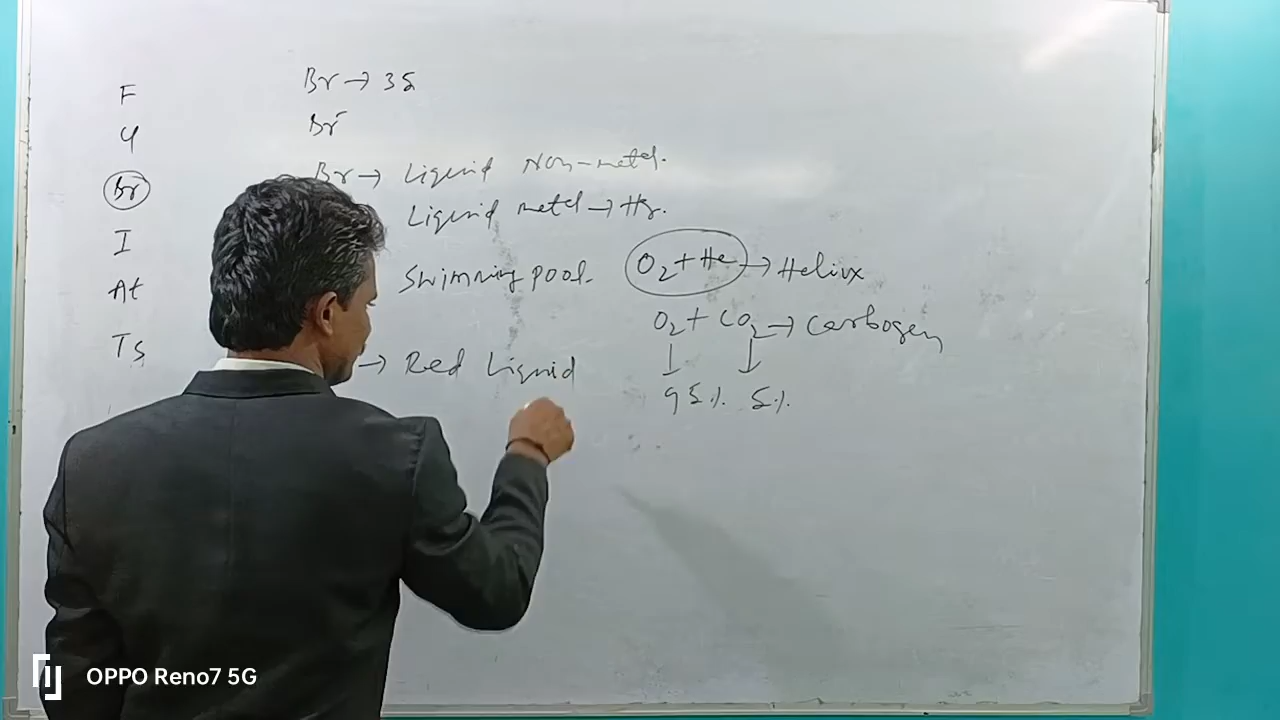 F
Cl
Br
I
At
Ts
Br → 35
Br⁻
Br → Liquid Non-metal.
Liquid metal → Hg.
Swimming pool.
→ Red Liquid
O₂ + He → Heliox
O₂ + CO₂ → Carbogen
↓ ↓
95% 5%
OPPO Reno7 5G